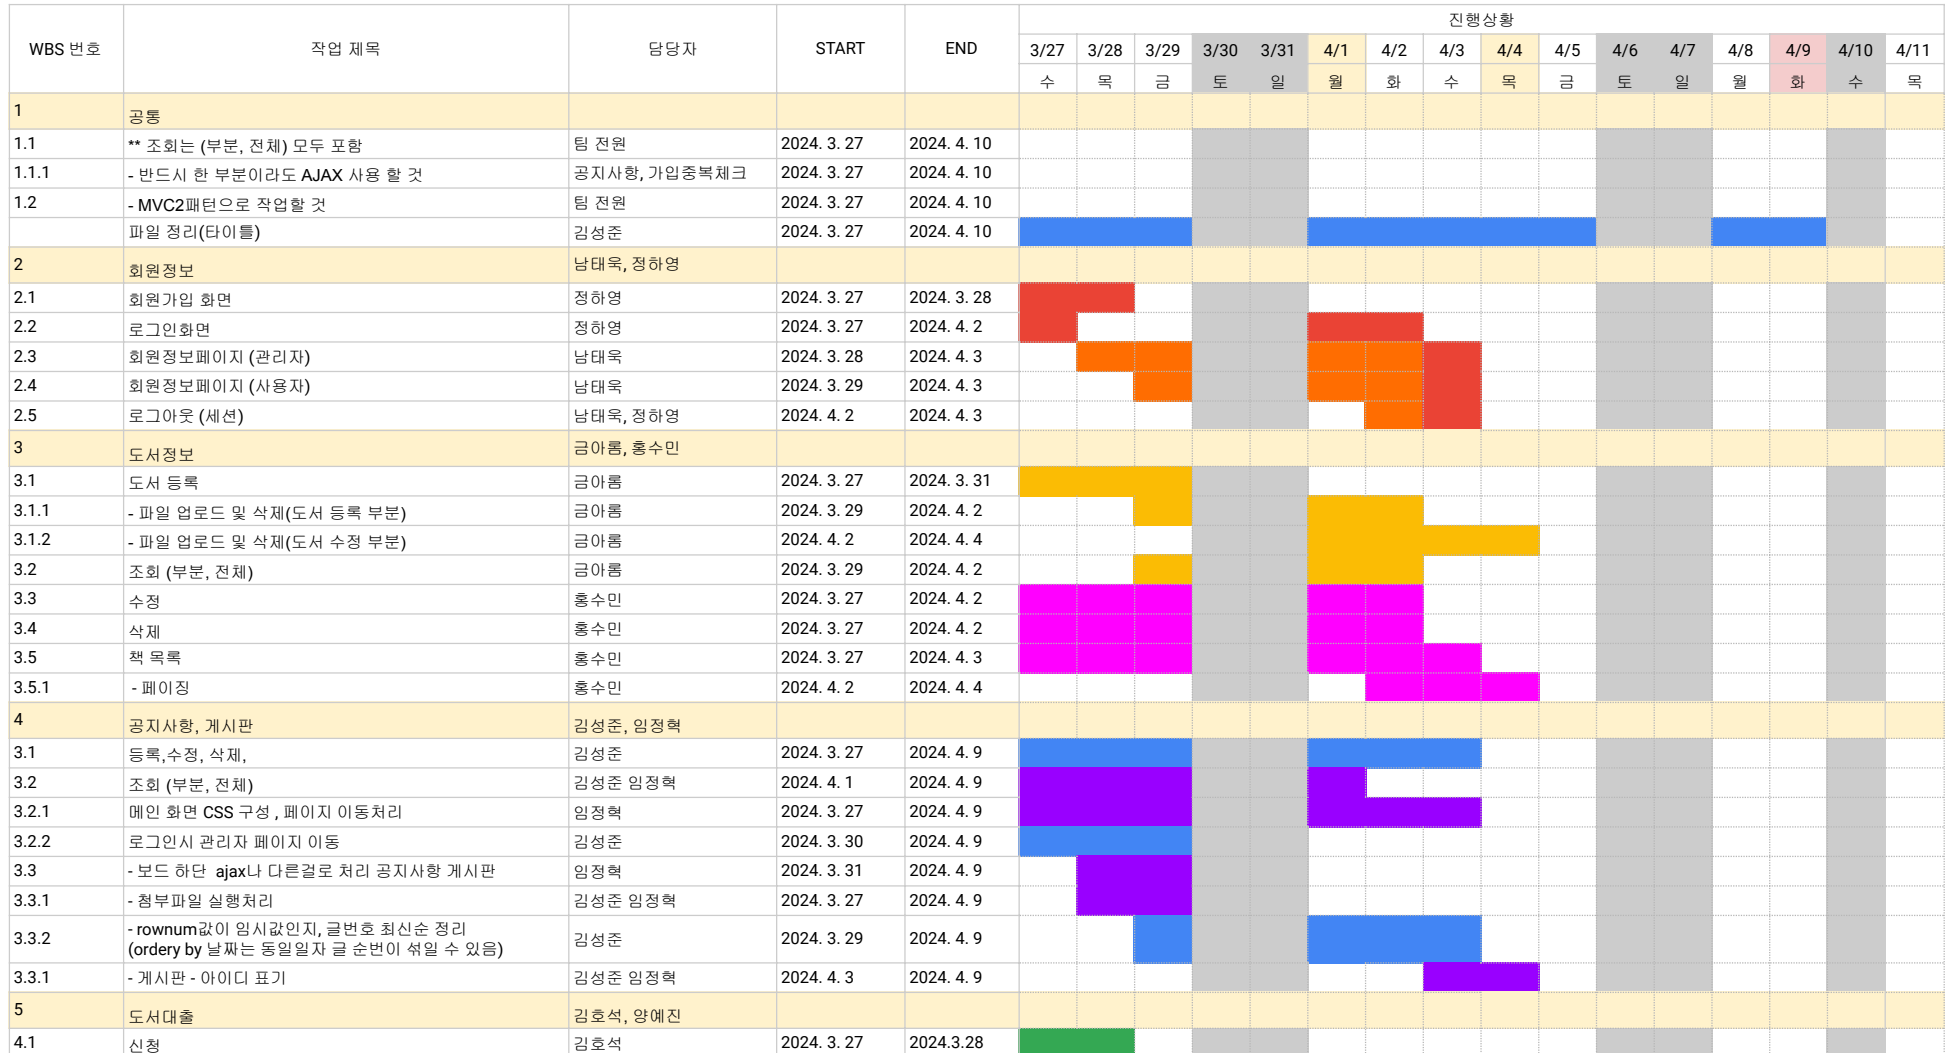 WBS 번호 작업 제목 담당자 START END 진행상황
3/27 3/28 3/29 3/30 3/31 4/1 4/2 4/3 4/4 4/5 4/6 4/7 4/8 4/9 4/10 4/11
수 목 금 토 일 월 화 수 목 금 토 일 월 화 수 목
1 공통
1.1 ** 조회는 (부분, 전체) 모두 포함 팀 전원 2024. 3. 27 2024. 4. 10
1.1.1 - 반드시 한 부분이라도 AJAX 사용 할 것 공지사항, 가입중복체크 2024. 3. 27 2024. 4. 10
1.2 - MVC2패턴으로 작업할 것 팀 전원 2024. 3. 27 2024. 4. 10
파일 정리(타이틀) 김성준 2024. 3. 27 2024. 4. 10
2 회원정보 남태욱, 정하영
2.1 회원가입 화면 정하영 2024. 3. 27 2024. 3. 28
2.2 로그인화면 정하영 2024. 3. 27 2024. 4. 2
2.3 회원정보페이지 (관리자) 남태욱 2024. 3. 28 2024. 4. 3
2.4 회원정보페이지 (사용자) 남태욱 2024. 3. 29 2024. 4. 3
2.5 로그아웃 (세션) 남태욱, 정하영 2024. 4. 2 2024. 4. 3
3 도서정보 금아롬, 홍수민
3.1 도서 등록 금아롬 2024. 3. 27 2024. 3. 31
3.1.1 - 파일 업로드 및 삭제(도서 등록 부분) 금아롬 2024. 3. 29 2024. 4. 2
3.1.2 - 파일 업로드 및 삭제(도서 수정 부분) 금아롬 2024. 4. 2 2024. 4. 4
3.2 조회 (부분, 전체) 금아롬 2024. 3. 29 2024. 4. 2
3.3 수정 홍수민 2024. 3. 27 2024. 4. 2
3.4 삭제 홍수민 2024. 3. 27 2024. 4. 2
3.5 책 목록 홍수민 2024. 3. 27 2024. 4. 3
3.5.1 - 페이징 홍수민 2024. 4. 2 2024. 4. 4
4 공지사항, 게시판 김성준, 임정혁
3.1 등록,수정, 삭제, 김성준 2024. 3. 27 2024. 4. 9
3.2 조회 (부분, 전체) 김성준 임정혁 2024. 4. 1 2024. 4. 9
3.2.1 메인 화면 CSS 구성 , 페이지 이동처리 임정혁 2024. 3. 27 2024. 4. 9
3.2.2 로그인시 관리자 페이지 이동 김성준 2024. 3. 30 2024. 4. 9
3.3 - 보드 하단 ajax나 다른걸로 처리 공지사항 게시판 임정혁 2024. 3. 31 2024. 4. 9
3.3.1 - 첨부파일 실행처리 김성준 임정혁 2024. 3. 27 2024. 4. 9
3.3.2 - rownum값이 임시값인지, 글번호 최신순 정리 김성준 2024. 3. 29 2024. 4. 9
(ordery by 날짜는 동일일자 글 순번이 섞일 수 있음)
3.3.1 - 게시판 - 아이디 표기 김성준 임정혁 2024. 4. 3 2024. 4. 9
5 도서대출 김호석, 양예진
4.1 신청 김호석 2024. 3. 27 2024.3.28